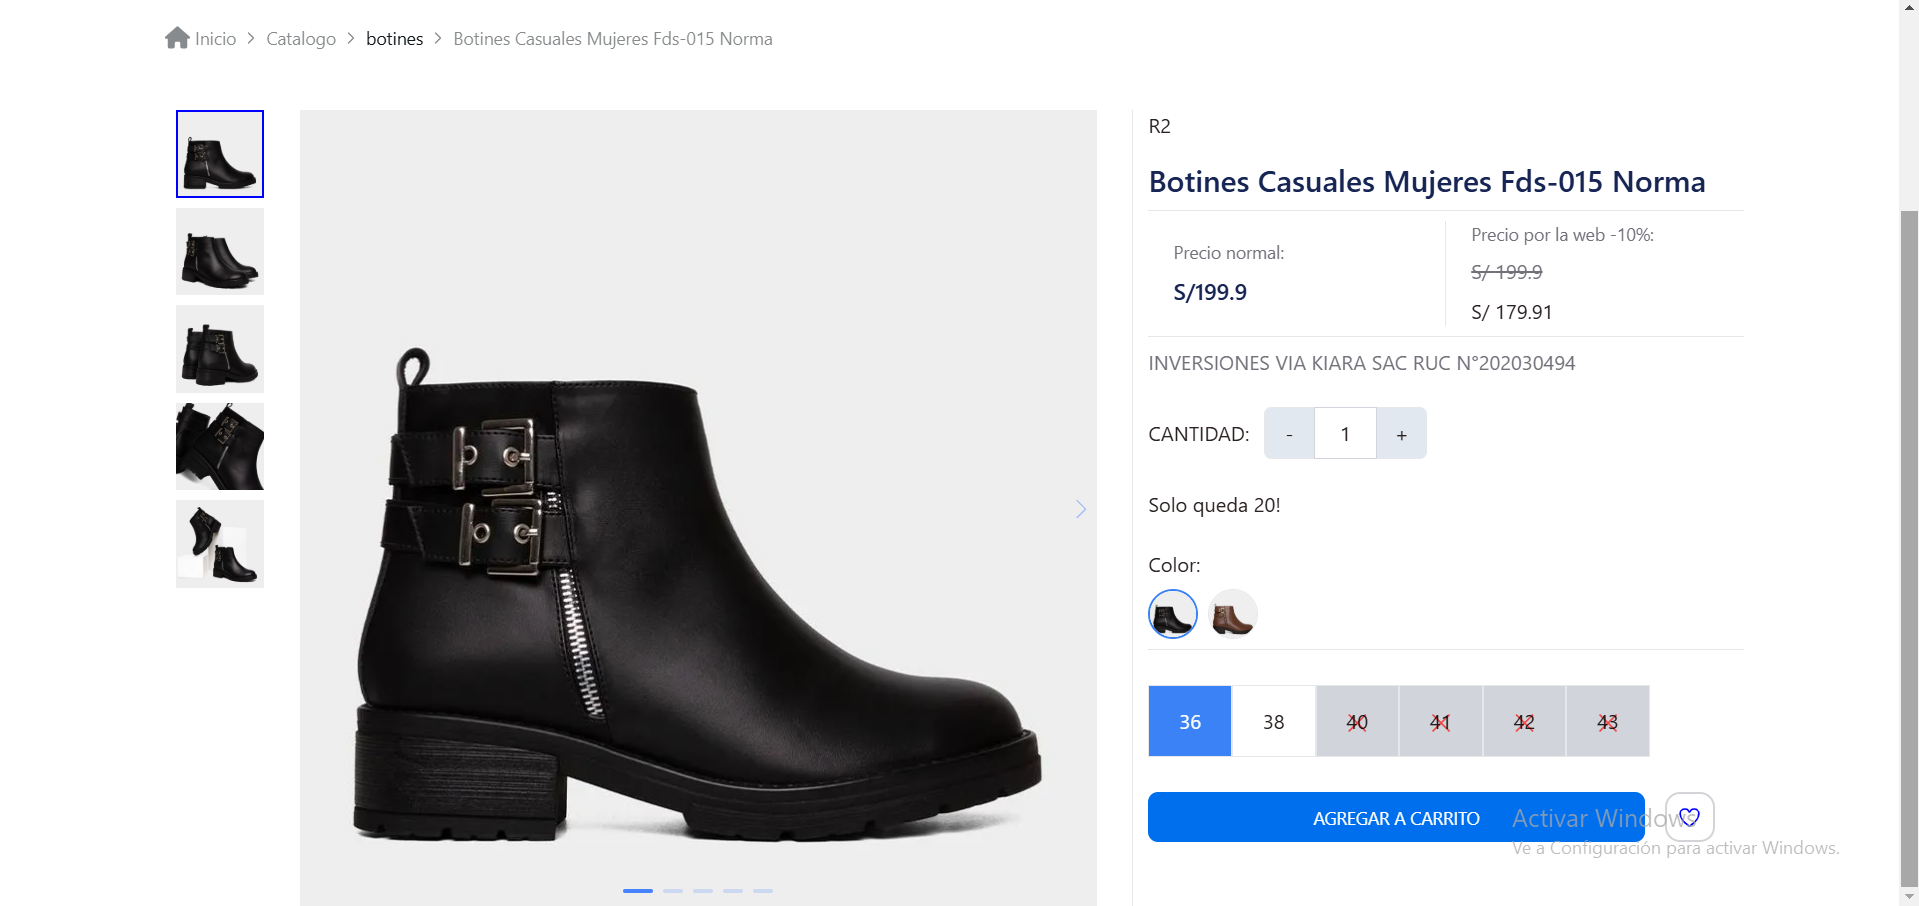 Inicio > Catalogo > botines > Botines Casuales Mujeres Fds-015 Norma
R2
Botines Casuales Mujeres Fds-015 Norma
Precio normal:
S/199.9
Precio por la web -10%:
S/ 199.9
S/ 179.91
INVERSIONES VIA KIARA SAC RUC N°202030494
CANTIDAD: - 1 +
Solo queda 20!
Color:
36 38 40 41 42 43
AGREGAR A CARRITO
Activar Windows
Ve a Configuración para activar Windows.